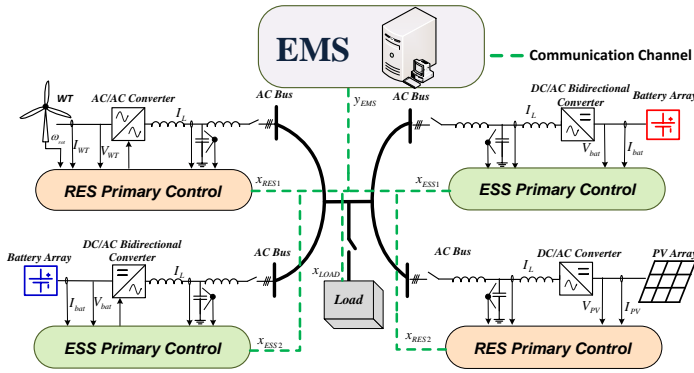 EMS
Communication Channel
WT
AC/AC Converter
I_L
AC Bus
y_EMS
AC Bus
DC/AC Bidirectional
Converter
Battery Array
I_L
ω_rot
I_WT
V_WT
V_bat
I_bat
RES Primary Control
x_RES1
x_ESS1
ESS Primary Control
Battery Array
DC/AC Bidirectional
Converter
I_L
AC Bus
x_LOAD
Load
AC Bus
I_L
DC/AC Converter
PV Array
I_bat
V_bat
V_PV
I_PV
ESS Primary Control
x_ESS2
x_RES2
RES Primary Control